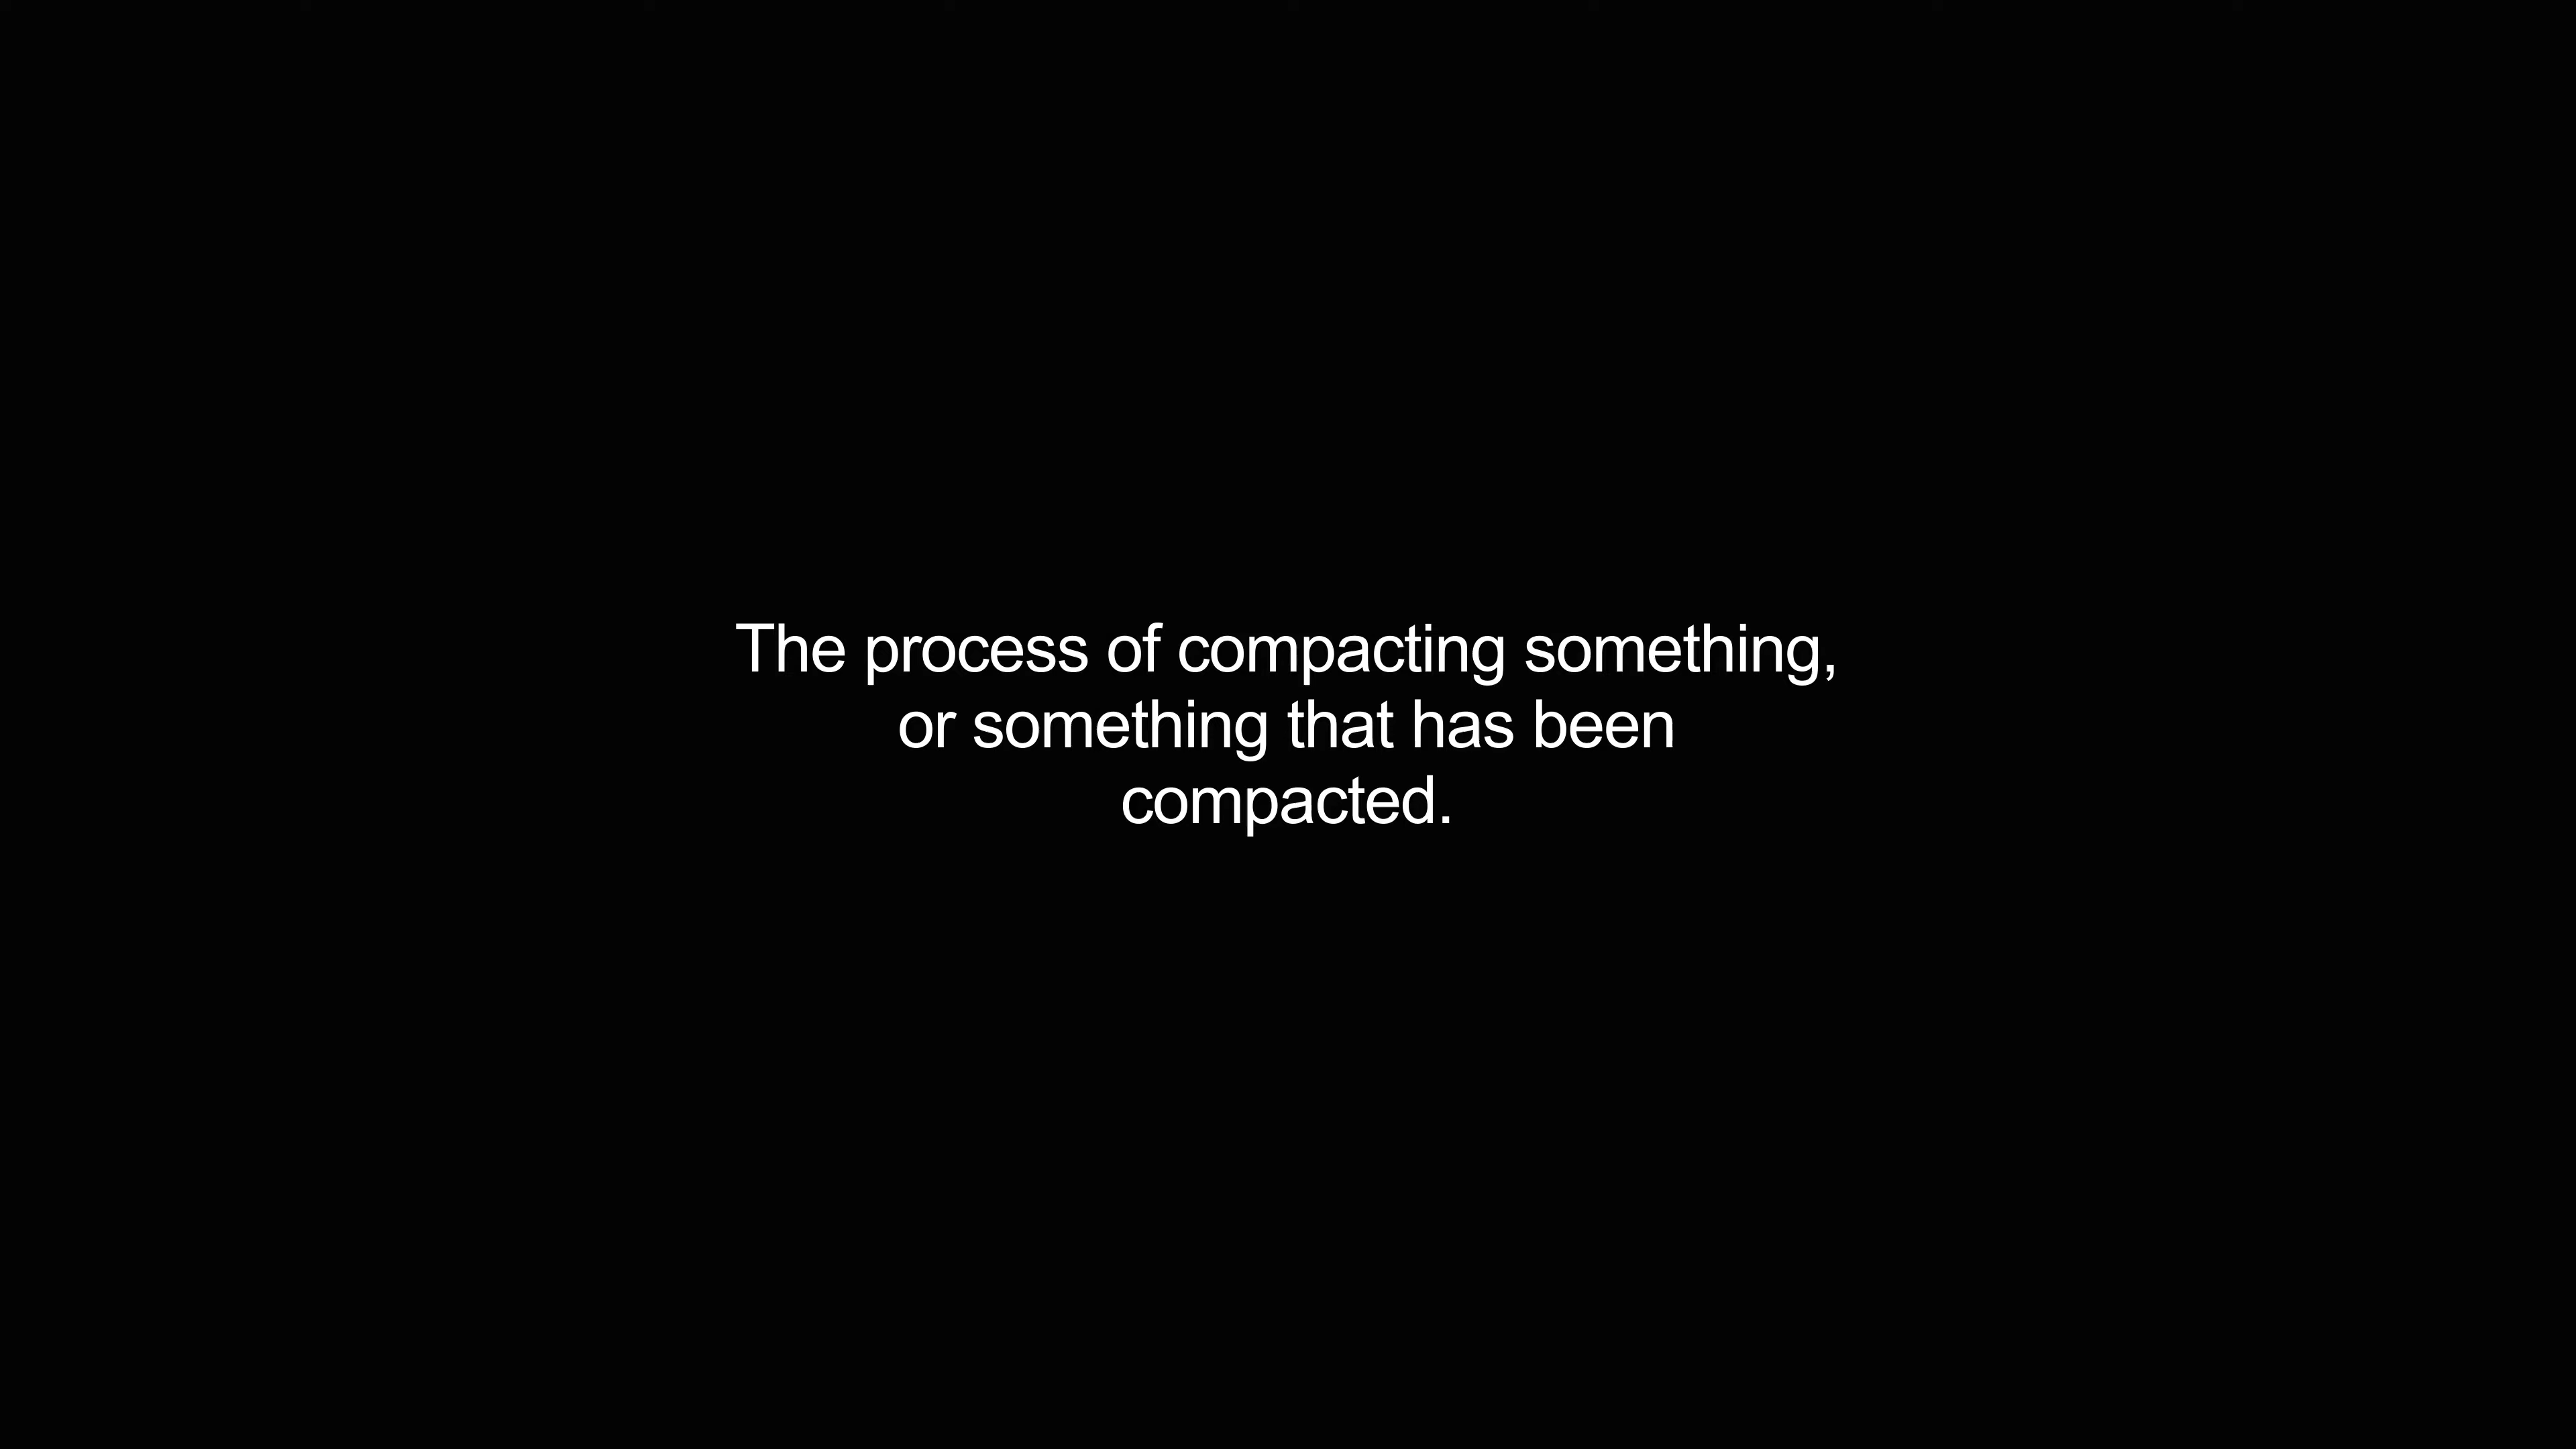 The process of compacting something,
or something that has been
compacted.